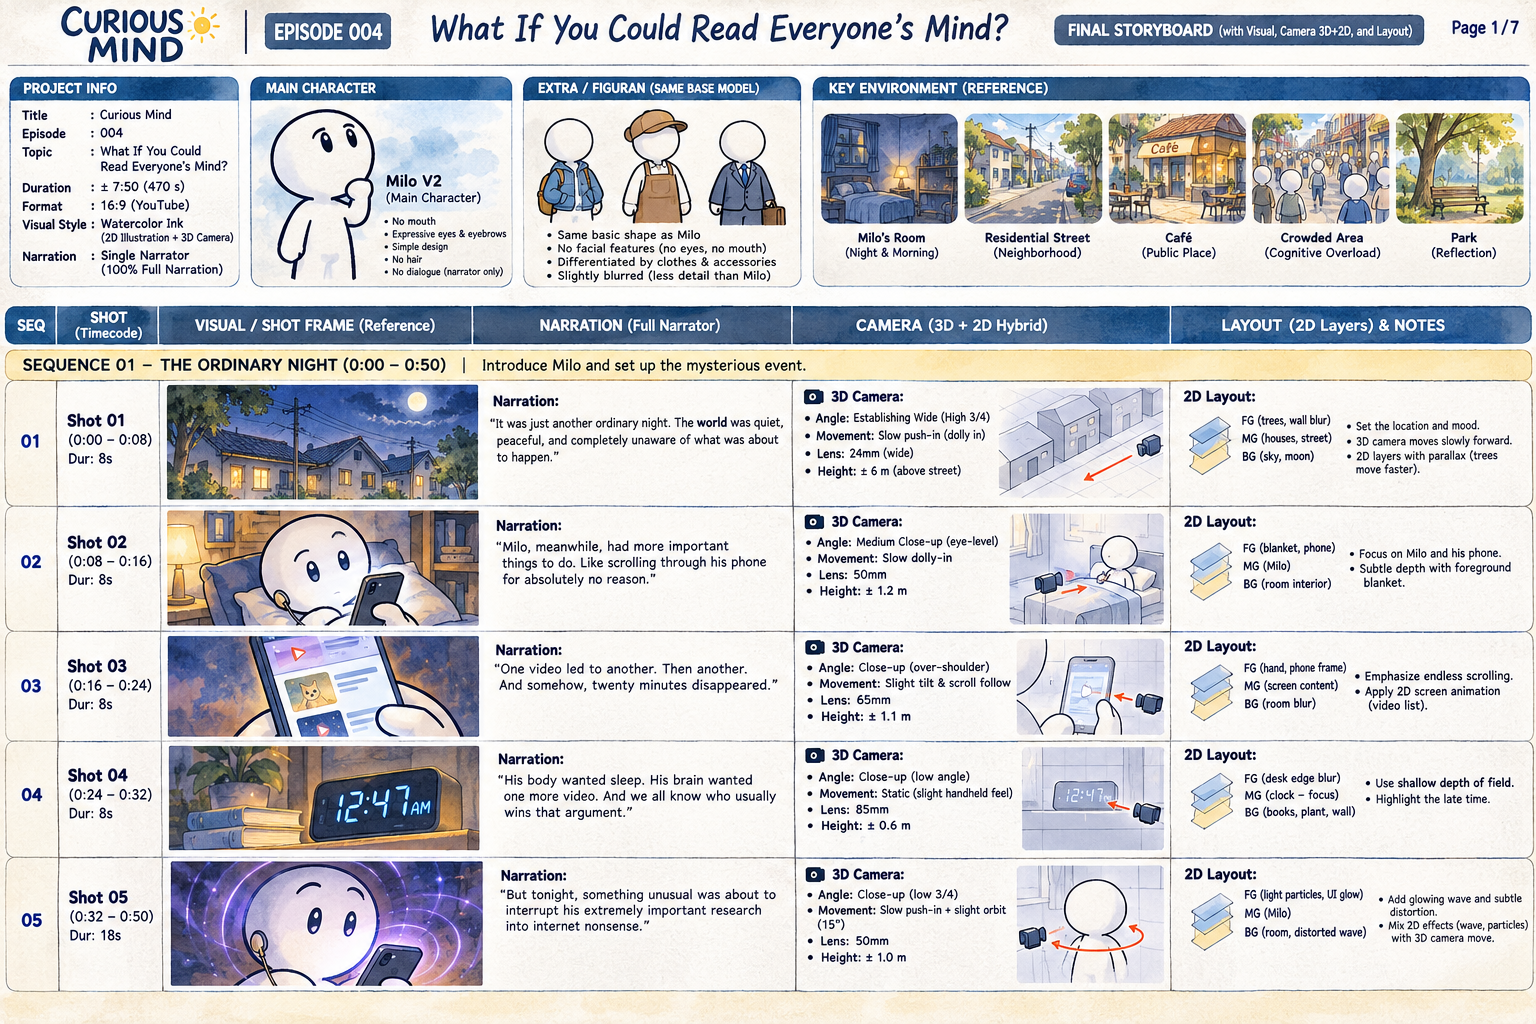 CURIOUS MIND
EPISODE 004
What If You Could Read Everyone's Mind?
FINAL STORYBOARD (with Visual, Camera 3D+2D, and Layout)
Page 1/7
PROJECT INFO
Title : Curious Mind
Episode : 004
Topic : What If You Could
Read Everyone's Mind?
Duration : ± 7:50 (470 s)
Format : 16:9 (YouTube)
Visual Style : Watercolor Ink
(2D Illustration + 3D Camera)
Narration : Single Narrator
(100% Full Narration)
MAIN CHARACTER
Milo V2
(Main Character)
• No mouth
• Expressive eyes & eyebrows
• Simple design
• No hair
• No dialogue (narrator only)
EXTRA / FIGURAN (SAME BASE MODEL)
• Same basic shape as Milo
• No facial features (no eyes, no mouth)
• Differentiated by clothes & accessories
• Slightly blurred (less detail than Milo)
KEY ENVIRONMENT (REFERENCE)
Café
Milo's Room
(Night & Morning)
Residential Street
(Neighborhood)
Café
(Public Place)
Crowded Area
(Cognitive Overload)
Park
(Reflection)
SEQ
SHOT
(Timecode)
VISUAL / SHOT FRAME (Reference)
NARRATION (Full Narrator)
CAMERA (3D + 2D Hybrid)
LAYOUT (2D Layers) & NOTES
SEQUENCE 01 – THE ORDINARY NIGHT (0:00 – 0:50) | Introduce Milo and set up the mysterious event.
01
Shot 01
(0:00 – 0:08)
Dur: 8s
Narration:
"It was just another ordinary night. The world was quiet,
peaceful, and completely unaware of what was about
to happen."
3D Camera:
• Angle: Establishing Wide (High 3/4)
• Movement: Slow push-in (dolly in)
• Lens: 24mm (wide)
• Height: ± 6 m (above street)
2D Layout:
FG (trees, wall blur)
MG (houses, street)
BG (sky, moon)
• Set the location and mood.
• 3D camera moves slowly forward.
• 2D layers with parallax (trees
move faster).
02
Shot 02
(0:08 – 0:16)
Dur: 8s
Narration:
"Milo, meanwhile, had more important
things to do. Like scrolling through his phone
for absolutely no reason."
3D Camera:
• Angle: Medium Close-up (eye-level)
• Movement: Slow dolly-in
• Lens: 50mm
• Height: ± 1.2 m
2D Layout:
FG (blanket, phone)
MG (Milo)
BG (room interior)
• Focus on Milo and his phone.
• Subtle depth with foreground
blanket.
03
Shot 03
(0:16 – 0:24)
Dur: 8s
Narration:
"One video led to another. Then another.
And somehow, twenty minutes disappeared."
3D Camera:
• Angle: Close-up (over-shoulder)
• Movement: Slight tilt & scroll follow
• Lens: 65mm
• Height: ± 1.1 m
2D Layout:
FG (hand, phone frame)
MG (screen content)
BG (room blur)
• Emphasize endless scrolling.
• Apply 2D screen animation
(video list).
04
Shot 04
(0:24 – 0:32)
Dur: 8s
12:47 AM
Narration:
"His body wanted sleep. His brain wanted
one more video. And we all know who usually
wins that argument."
3D Camera:
• Angle: Close-up (low angle)
• Movement: Static (slight handheld feel)
• Lens: 85mm
• Height: ± 0.6 m
12:47
2D Layout:
FG (desk edge blur)
MG (clock – focus)
BG (books, plant, wall)
• Use shallow depth of field.
• Highlight the late time.
05
Shot 05
(0:32 – 0:50)
Dur: 18s
Narration:
"But tonight, something unusual was about to
interrupt his extremely important research
into internet nonsense."
3D Camera:
• Angle: Close-up (low 3/4)
• Movement: Slow push-in + slight orbit
(15°)
• Lens: 50mm
• Height: ± 1.0 m
2D Layout:
FG (light particles, UI glow)
MG (Milo)
BG (room, distorted wave)
• Add glowing wave and subtle
distortion.
• Mix 2D effects (wave, particles)
with 3D camera move.